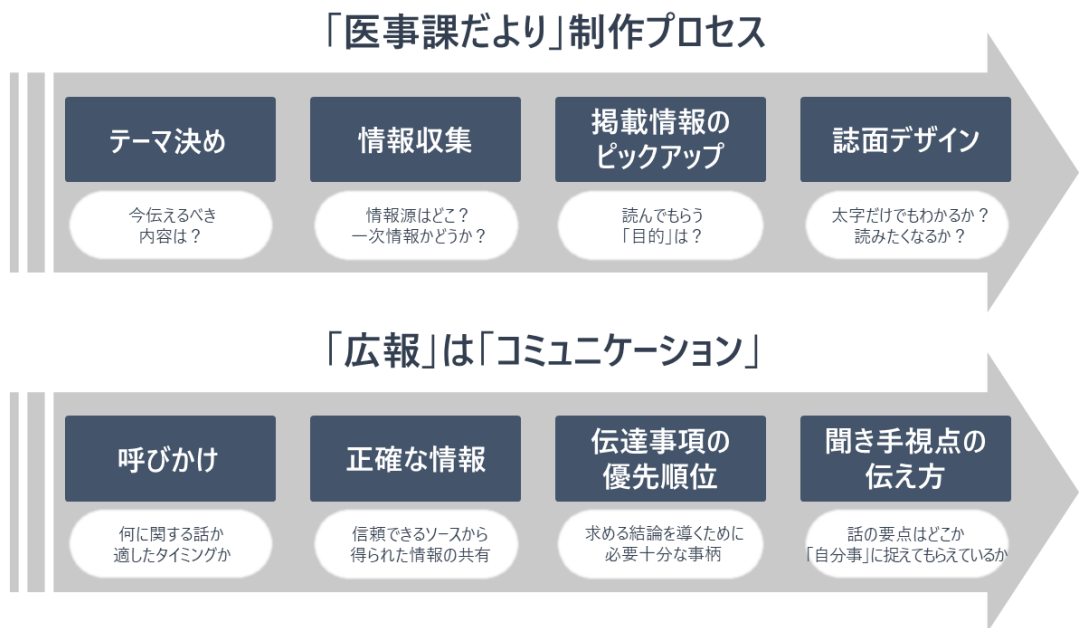 「医事課だより」制作プロセス
テーマ決め
情報収集
掲載情報の
ピックアップ
誌面デザイン
今伝えるべき
内容は？
情報源はどこ？
一次情報かどうか？
読んでもらう
「目的」は？
太字だけでもわかるか？
読みたくなるか？
「広報」は「コミュニケーション」
呼びかけ
正確な情報
伝達事項の
優先順位
聞き手視点の
伝え方
何に関する話か
適したタイミングか
信頼できるソースから
得られた情報の共有
求める結論を導くために
必要十分な事柄
話の要点はどこか
「自分事」に捉えてもらえているか